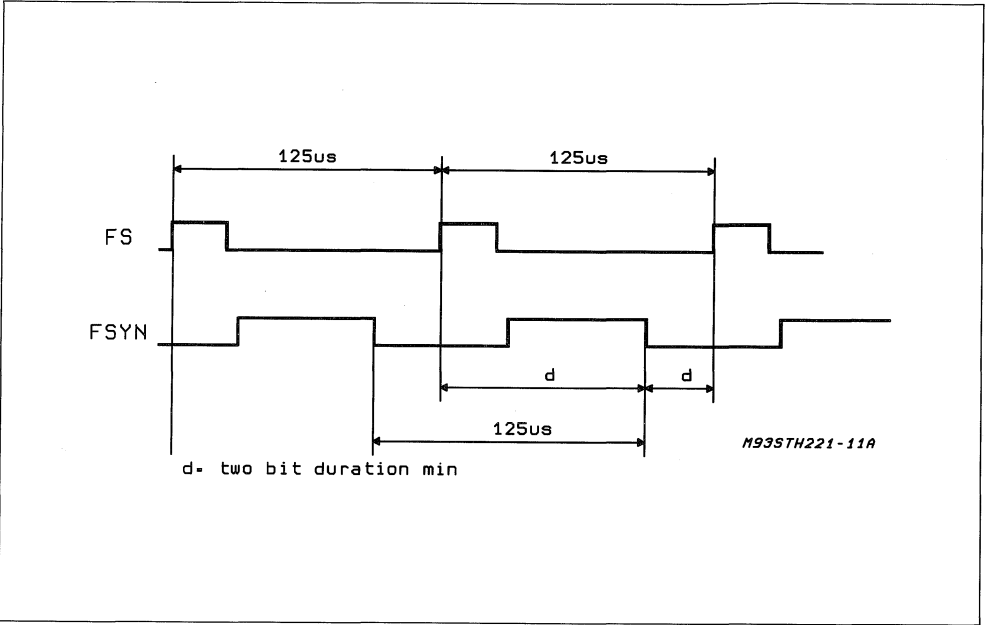 125us 125us
FS
FSYN
d d
125us
M93STH221-11A
d= two bit duration min